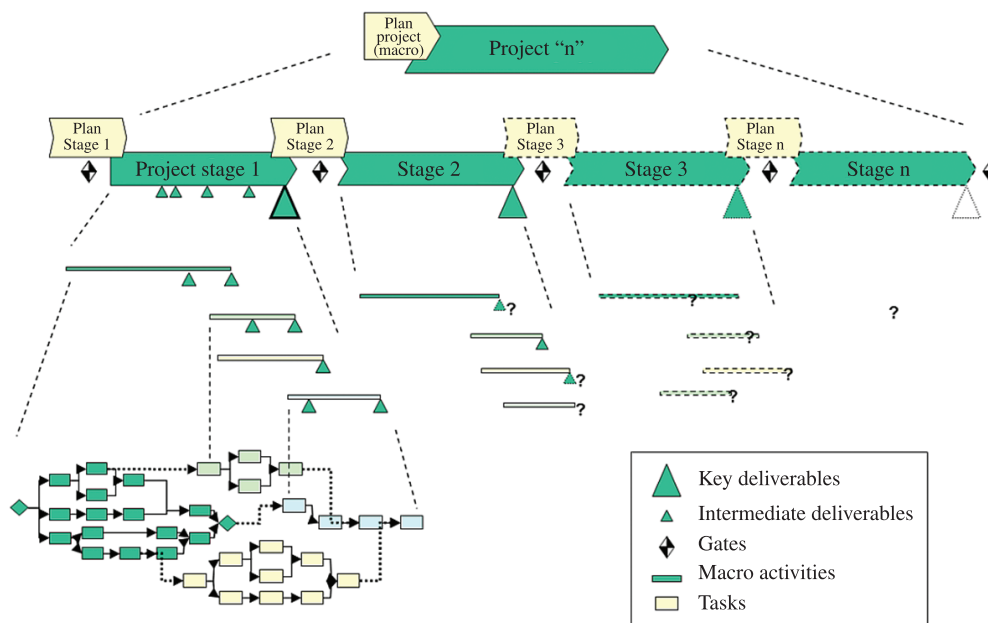 Plan
project
(macro)
Project “n”
Plan
Stage 1
Plan
Stage 2
Plan
Stage 3
Plan
Stage n
Project stage 1
Stage 2
Stage 3
Stage n
?
?
?
?
?
?
?
?
?
Key deliverables
Intermediate deliverables
Gates
Macro activities
Tasks